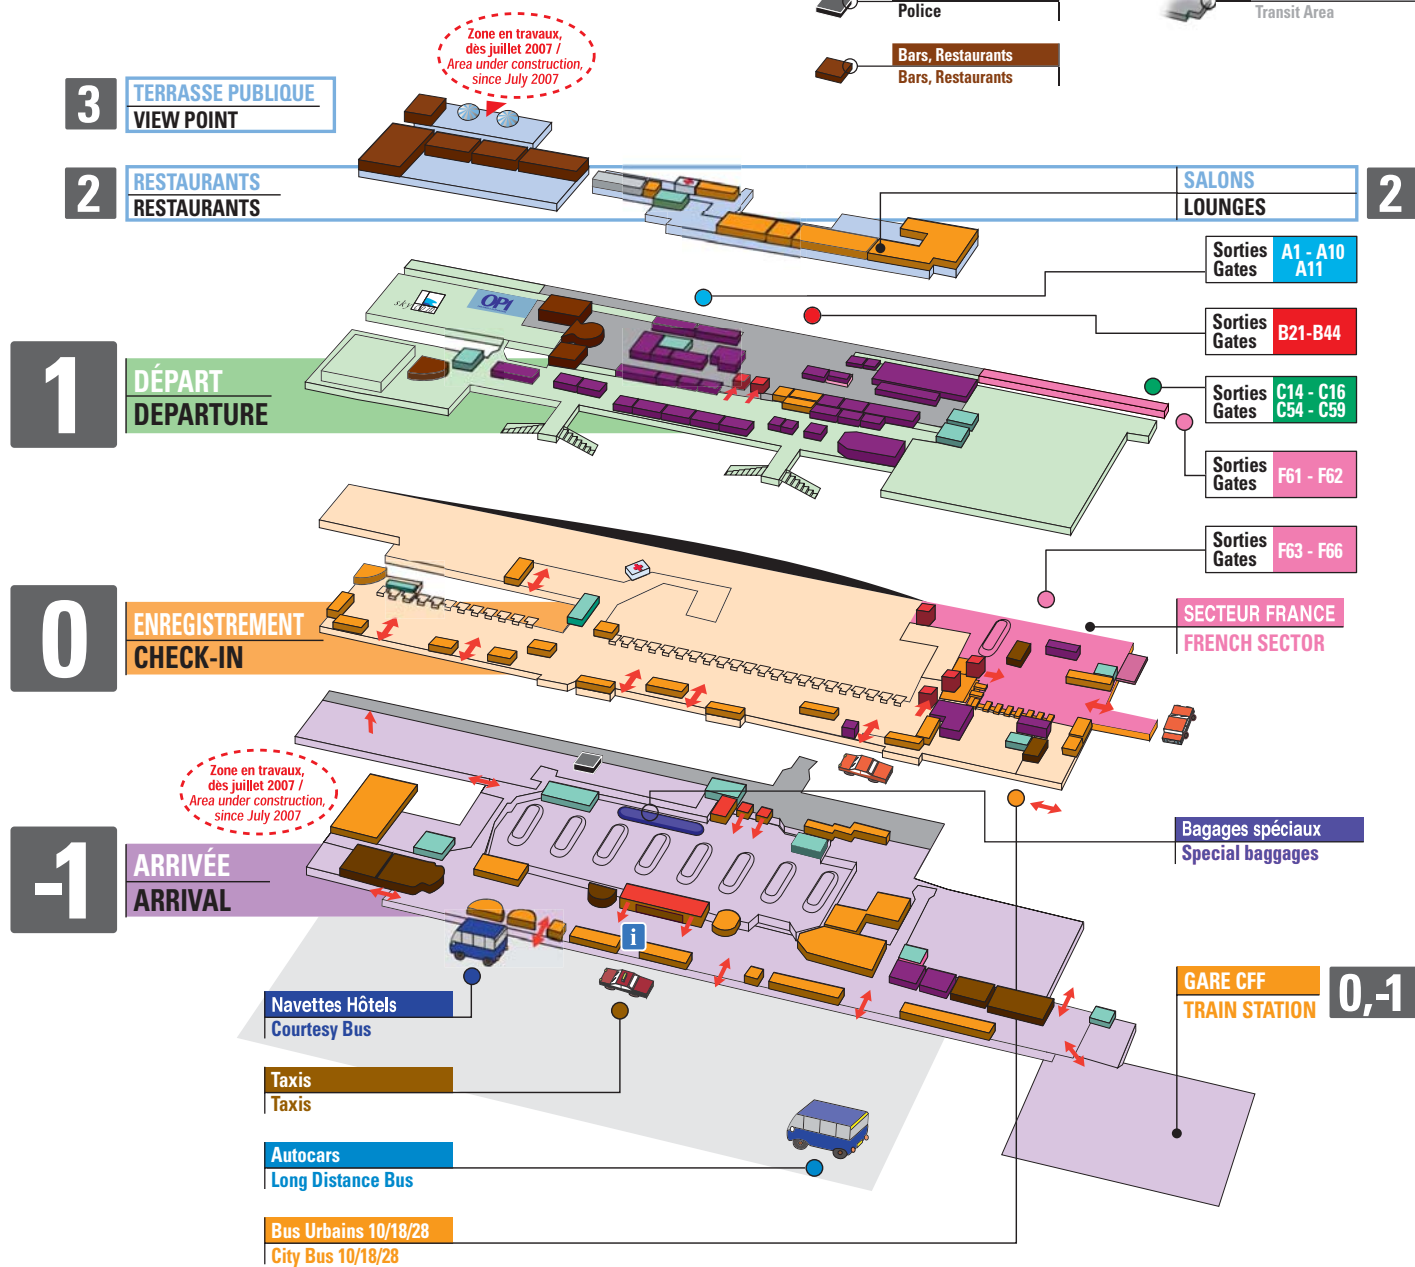 Police
Transit Area
Bars, Restaurants
Bars, Restaurants
Zone en travaux,
dès juillet 2007 /
Area under construction,
since July 2007
3
TERRASSE PUBLIQUE
VIEW POINT
2
RESTAURANTS
RESTAURANTS
SALONS
LOUNGES
2
Sorties
Gates
A1 - A10
A11
Sorties
Gates
B21-B44
Sorties
Gates
C14 - C16
C54 - C59
Sorties
Gates
F61 - F62
Sorties
Gates
F63 - F66
OP1
1
DÉPART
DEPARTURE
0
ENREGISTREMENT
CHECK-IN
SECTEUR FRANCE
FRENCH SECTOR
Zone en travaux,
dès juillet 2007 /
Area under construction,
since July 2007
-1
ARRIVÉE
ARRIVAL
Bagages spéciaux
Special baggages
i
GARE CFF
TRAIN STATION
0,-1
Navettes Hôtels
Courtesy Bus
Taxis
Taxis
Autocars
Long Distance Bus
Bus Urbains 10/18/28
City Bus 10/18/28